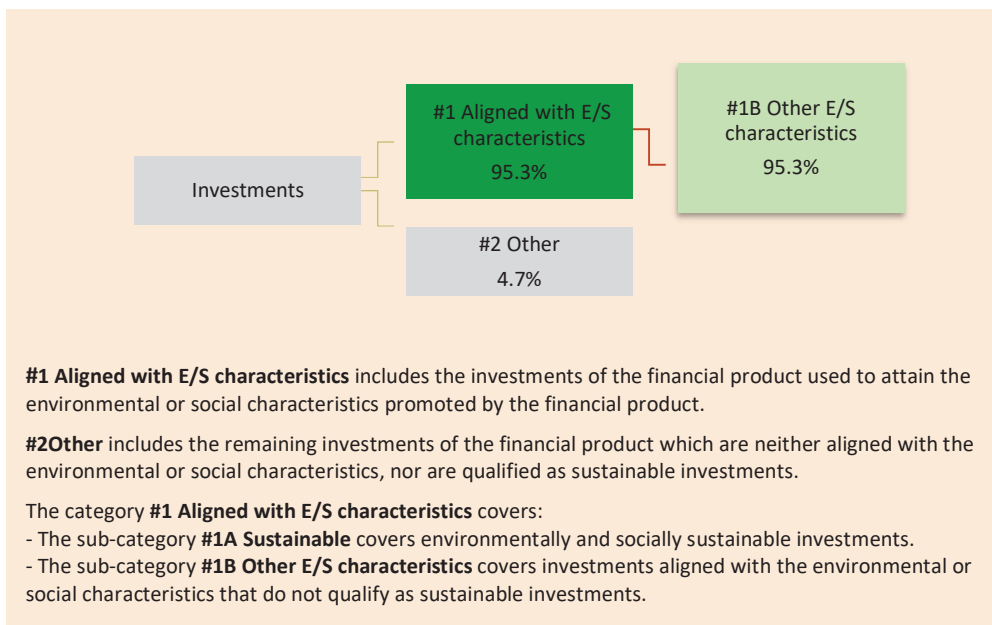 #1 Aligned with E/S
characteristics
95.3%
#1B Other E/S
characteristics
95.3%
Investments
#2 Other
4.7%
#1 Aligned with E/S characteristics includes the investments of the financial product used to attain the
environmental or social characteristics promoted by the financial product.
#2Other includes the remaining investments of the financial product which are neither aligned with the
environmental or social characteristics, nor are qualified as sustainable investments.
The category #1 Aligned with E/S characteristics covers:
- The sub-category #1A Sustainable covers environmentally and socially sustainable investments.
- The sub-category #1B Other E/S characteristics covers investments aligned with the environmental or
social characteristics that do not qualify as sustainable investments.